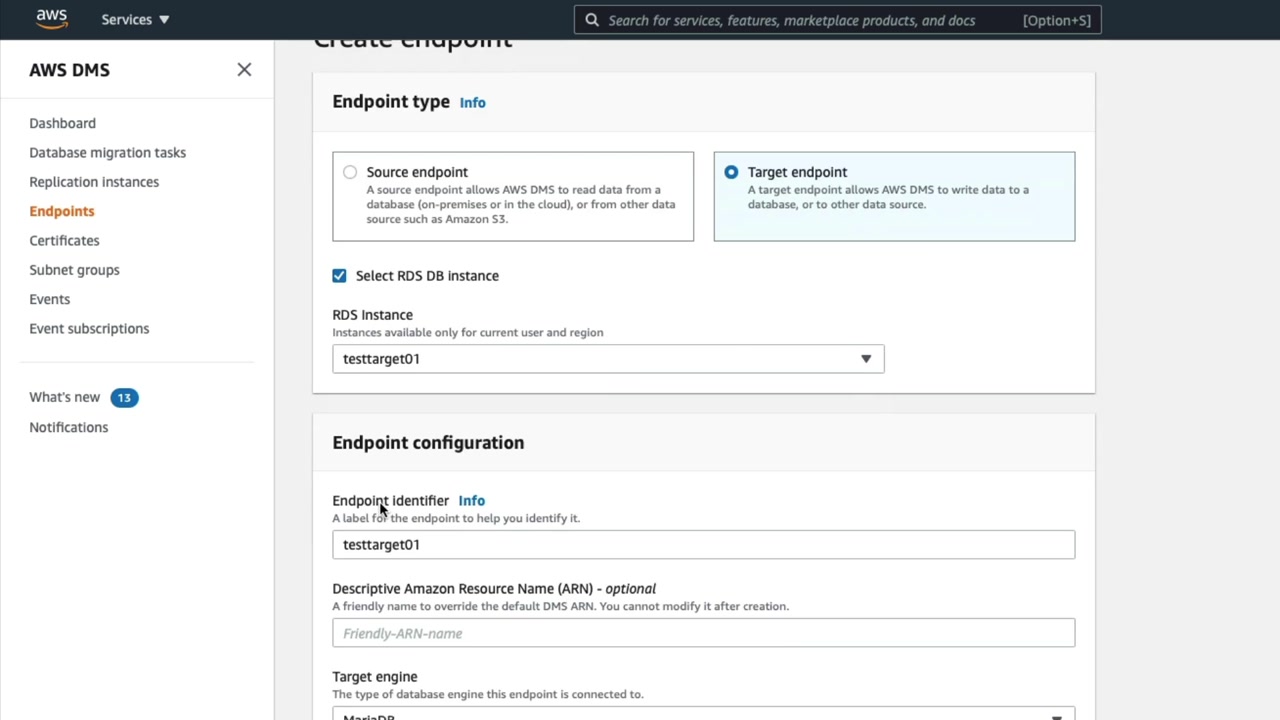 aws
Services
Search for services, features, marketplace products, and docs [Option+S]
Create endpoint
AWS DMS
Dashboard
Database migration tasks
Replication instances
Endpoints
Certificates
Subnet groups
Events
Event subscriptions
What's new 13
Notifications
Endpoint type Info
Source endpoint
A source endpoint allows AWS DMS to read data from a
database (on-premises or in the cloud), or from other data
source such as Amazon S3.
Target endpoint
A target endpoint allows AWS DMS to write data to a
database, or to other data source.
Select RDS DB instance
RDS Instance
Instances available only for current user and region
testtarget01
Endpoint configuration
Endpoint identifier Info
A label for the endpoint to help you identify it.
testtarget01
Descriptive Amazon Resource Name (ARN) - optional
A friendly name to override the default DMS ARN. You cannot modify it after creation.
Friendly-ARN-name
Target engine
The type of database engine this endpoint is connected to.
MariaDB